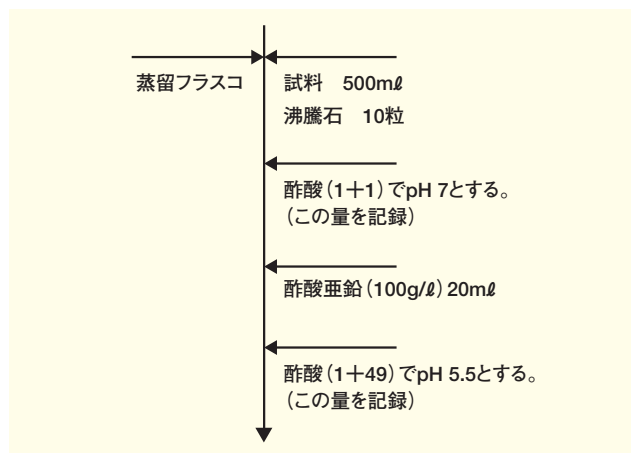 蒸留フラスコ
試料　500mℓ
沸騰石　10粒
酢酸（1＋1）でpH 7とする。
（この量を記録）
酢酸亜鉛（100g/ℓ）20mℓ
酢酸（1＋49）でpH 5.5とする。
（この量を記録）